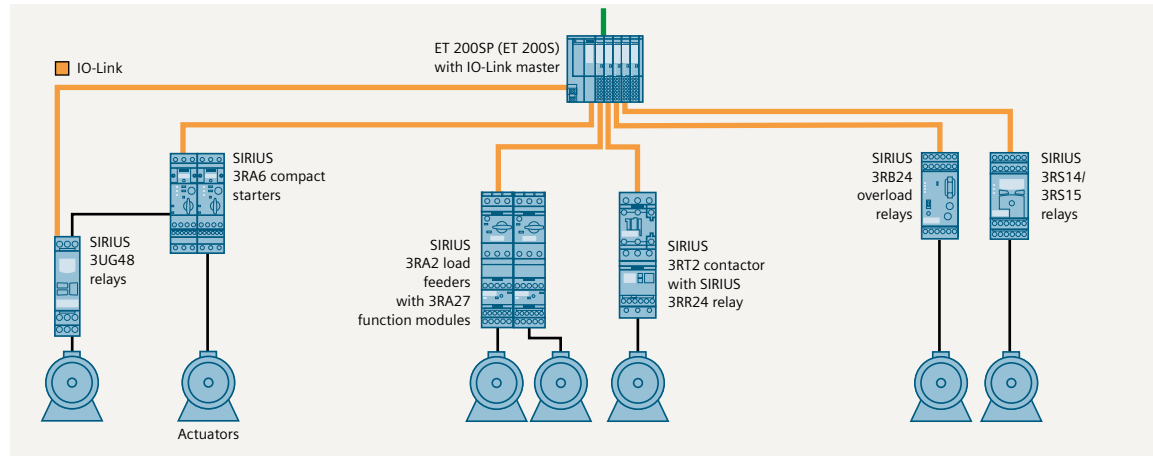 ET 200SP (ET 200S)
with IO-Link master
IO-Link
SIRIUS
3RA6 compact
starters
SIRIUS
3UG48
relays
SIRIUS
3RA2 load
feeders
with 3RA27
function modules
SIRIUS
3RT2 contactor
with SIRIUS
3RR24 relay
SIRIUS
3RB24
overload
relays
SIRIUS
3RS14/
3RS15
relays
Actuators